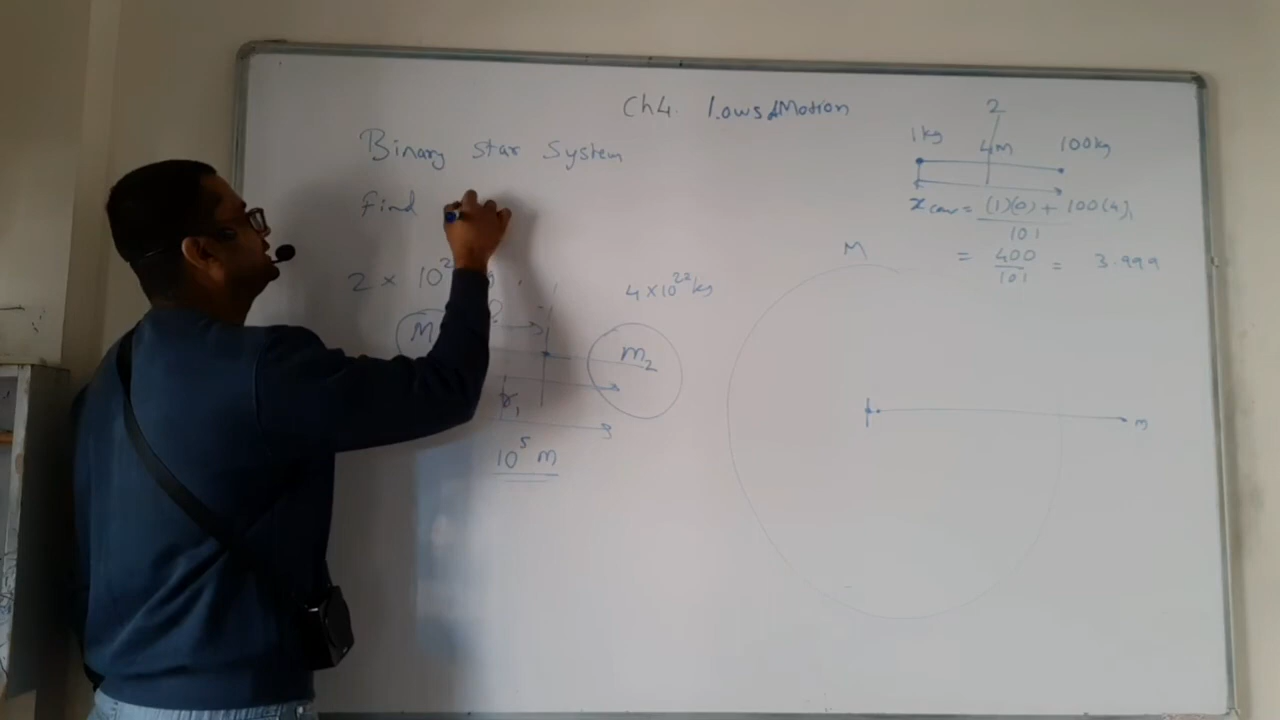 Ch4. Laws of Motion
Binary Star System
Find
2 × 10
4 × 10²² kg
M
m₂
r₁
10⁵ m
2
1kg 4m 100kg
x com = (1)(0) + 100(4)
101
= 400 = 3.999
101
M
m